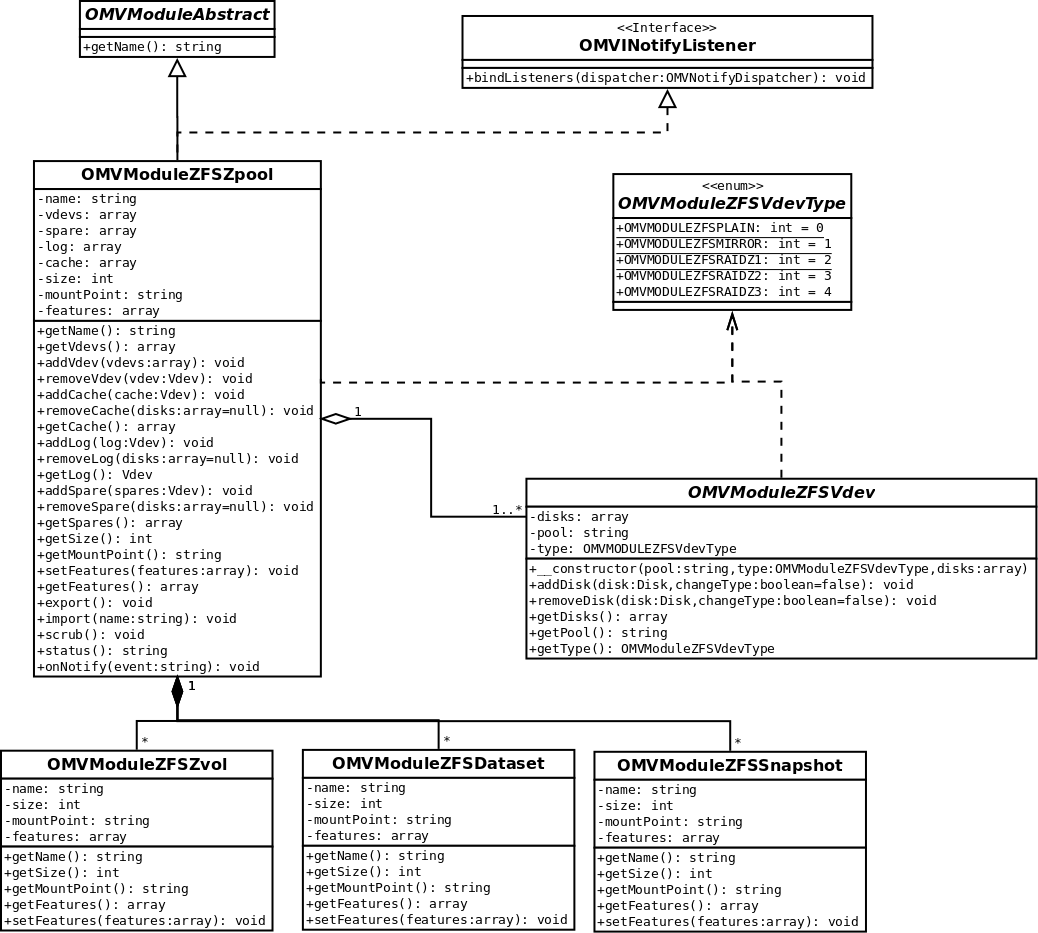 OMVModuleAbstract
+getName(): string
<<Interface>>
OMVINotifyListener
+bindListeners(dispatcher:OMVNotifyDispatcher): void
OMVModuleZFSZpool
-name: string
-vdevs: array
-spare: array
-log: array
-cache: array
-size: int
-mountPoint: string
-features: array
+getName(): string
+getVdevs(): array
+addVdev(vdevs:array): void
+removeVdev(vdev:Vdev): void
+addCache(cache:Vdev): void
+removeCache(disks:array=null): void
+getCache(): array
+addLog(log:Vdev): void
+removeLog(disks:array=null): void
+getLog(): Vdev
+addSpare(spares:Vdev): void
+removeSpare(disks:array=null): void
+getSpares(): array
+getSize(): int
+getMountPoint(): string
+setFeatures(features:array): void
+getFeatures(): array
+export(): void
+import(name:string): void
+scrub(): void
+status(): string
+onNotify(event:string): void
<<enum>>
OMVModuleZFSVdevType
+OMVMODULEZFSPLAIN: int = 0
+OMVMODULEZFSMIRROR: int = 1
+OMVMODULEZFSRAIDZ1: int = 2
+OMVMODULEZFSRAIDZ2: int = 3
+OMVMODULEZFSRAIDZ3: int = 4
1
1..*
OMVModuleZFSVdev
-disks: array
-pool: string
-type: OMVMODULEZFSVdevType
+__constructor(pool:string,type:OMVModuleZFSVdevType,disks:array)
+addDisk(disk:Disk,changeType:boolean=false): void
+removeDisk(disk:Disk,changeType:boolean=false): void
+getDisks(): array
+getPool(): string
+getType(): OMVModuleZFSVdevType
1
*
*
*
OMVModuleZFSZvol
-name: string
-size: int
-mountPoint: string
-features: array
+getName(): string
+getSize(): int
+getMountPoint(): string
+getFeatures(): array
+setFeatures(features:array): void
OMVModuleZFSDataset
-name: string
-size: int
-mountPoint: string
-features: array
+getName(): string
+getSize(): int
+getMountPoint(): string
+getFeatures(): array
+setFeatures(features:array): void
OMVModuleZFSSnapshot
-name: string
-size: int
-mountPoint: string
-features: array
+getName(): string
+getSize(): int
+getMountPoint(): string
+getFeatures(): array
+setFeatures(features:array): void